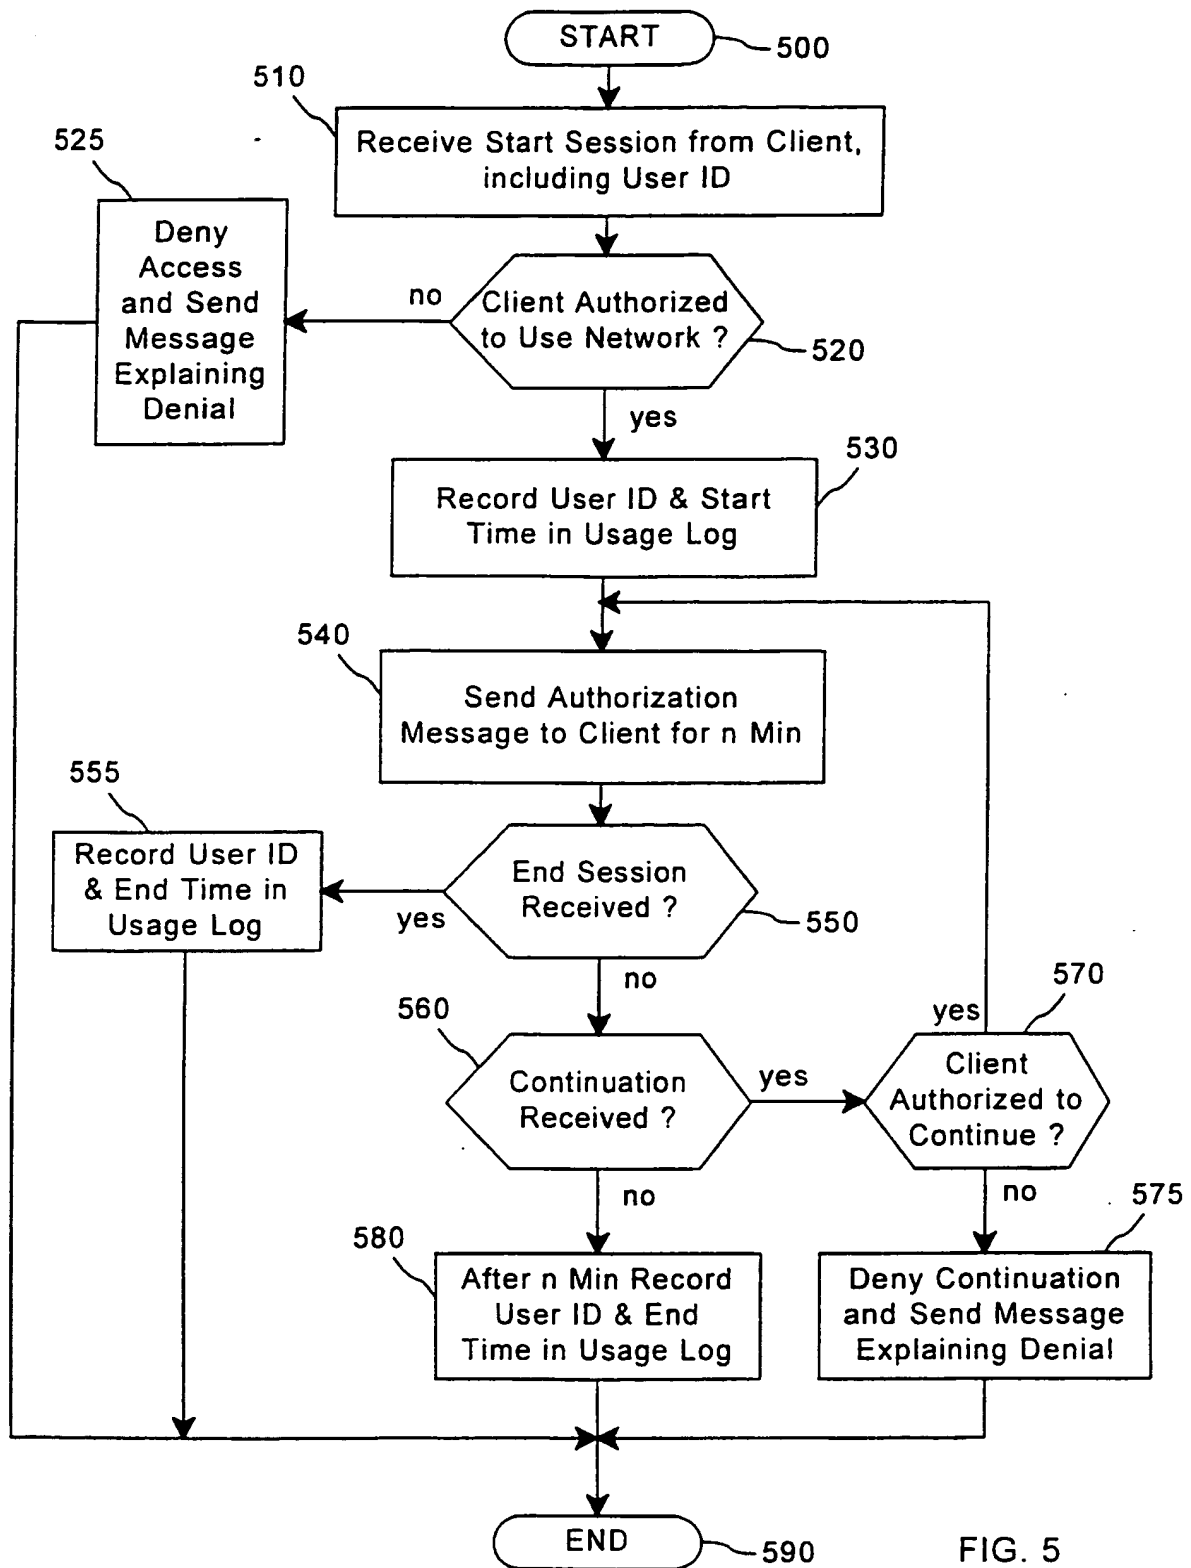 START
500
510
Receive Start Session from Client,
including User ID
525
Deny
Access
and Send
Message
Explaining
Denial
no
Client Authorized
to Use Network ?
520
yes
530
Record User ID & Start
Time in Usage Log
540
Send Authorization
Message to Client for n Min
555
Record User ID
& End Time in
Usage Log
yes
End Session
Received ?
550
no
560
Continuation
Received ?
yes
570
yes
Client
Authorized to
Continue ?
no
no
575
580
After n Min Record
User ID & End
Time in Usage Log
Deny Continuation
and Send Message
Explaining Denial
END
590
FIG. 5